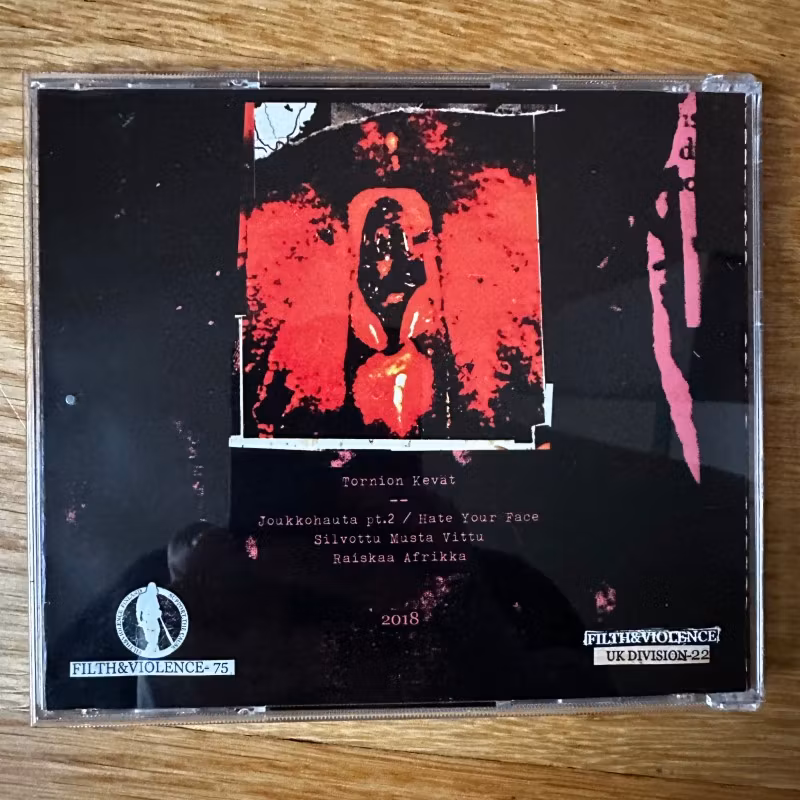 Tornion Kevät
--
Joukkohauta pt.2 / Hate Your Face
Silvottu Musta Vittu
Raiskaa Afrikka
2018
FILTH&VIOLENCE- 75
FILTH&VIOLENCE
UK DIVISION-22